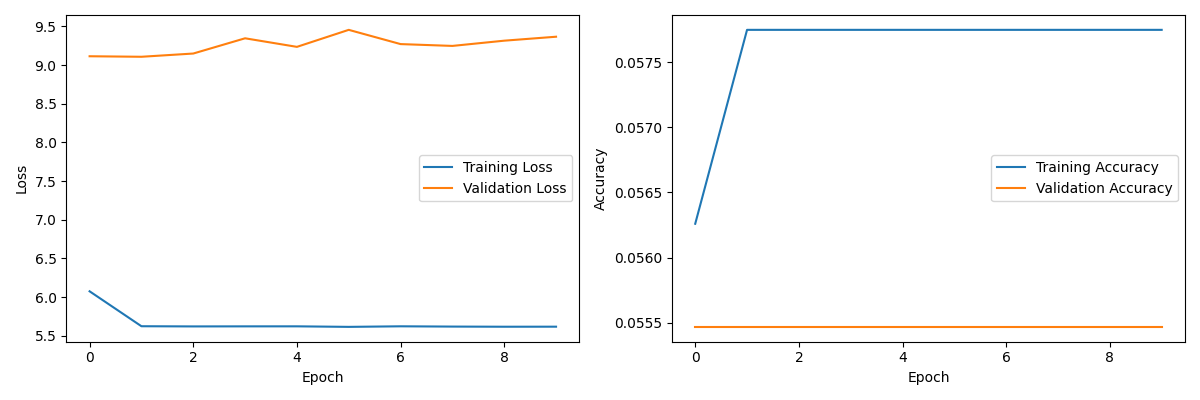 9.5
9.0
8.5
8.0
7.5
7.0
6.5
6.0
5.5
Loss
0 2 4 6 8
Epoch
Training Loss
Validation Loss
0.0575
0.0570
0.0565
0.0560
0.0555
Accuracy
0 2 4 6 8
Epoch
Training Accuracy
Validation Accuracy